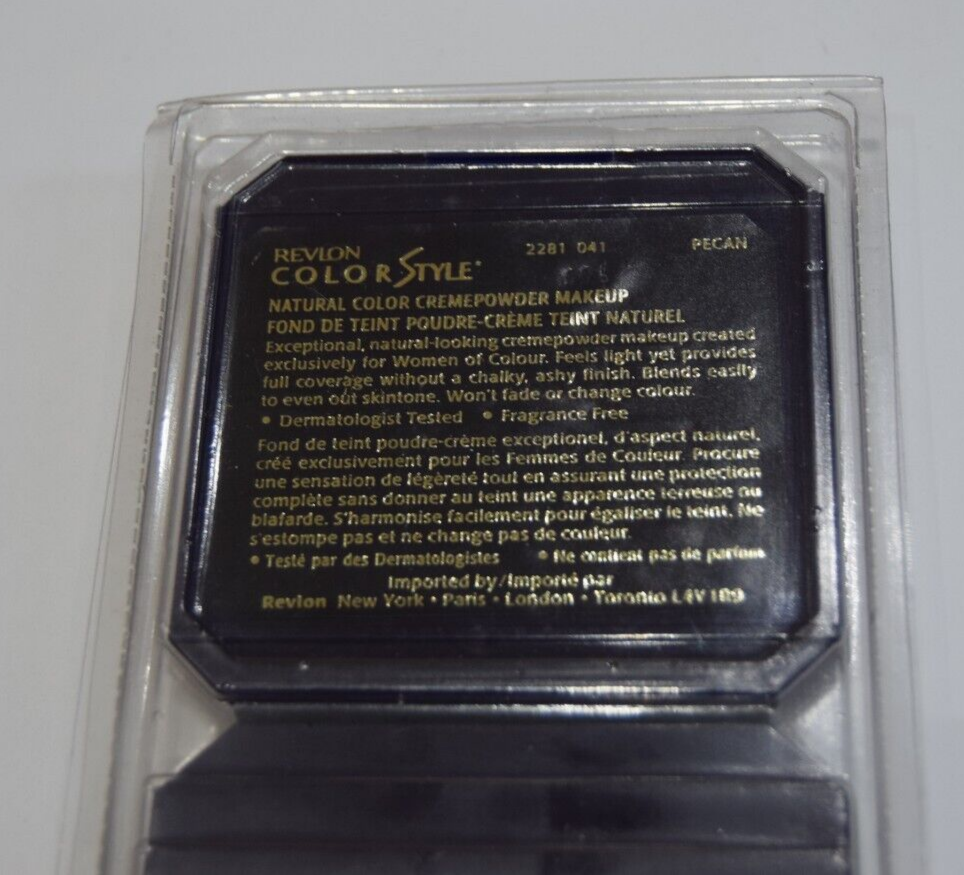 REVLON 2281 041 PECAN
COLORSTYLE
NATURAL COLOR CREMEPOWDER MAKEUP
FOND DE TEINT POUDRE-CRÈME TEINT NATUREL
Exceptional, natural-looking cremepowder makeup created
exclusively for Women of Colour. Feels light yet provides
full coverage without a chalky, ashy finish. Blends easily
to even out skintone. Won't fade or change colour.
• Dermatologist Tested • Fragrance Free
Fond de teint poudre-crème exceptionel, d'aspect naturel,
créé exclusivement pour les Femmes de Couleur. Procure
une sensation de légèreté tout en assurant une protection
complète sans donner au teint une apparence terreuse ou
blafarde. S'harmonise facilement pour égaliser le teint. Ne
s'estompe pas et ne change pas de couleur.
• Testé par des Dermatologistes • Ne contient pas de parfum
Imported by/Importé par
Revlon New York • Paris • London • Toronto L4Y 1B9